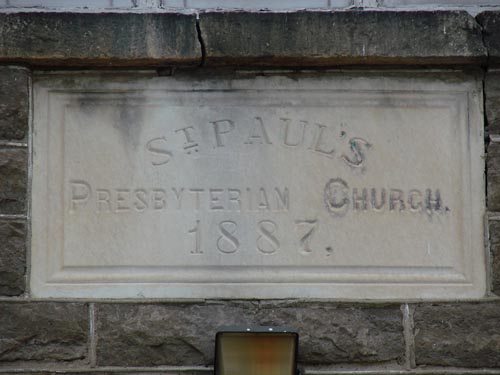 ST. PAUL'S
PRESBYTERIAN CHURCH.
1887.